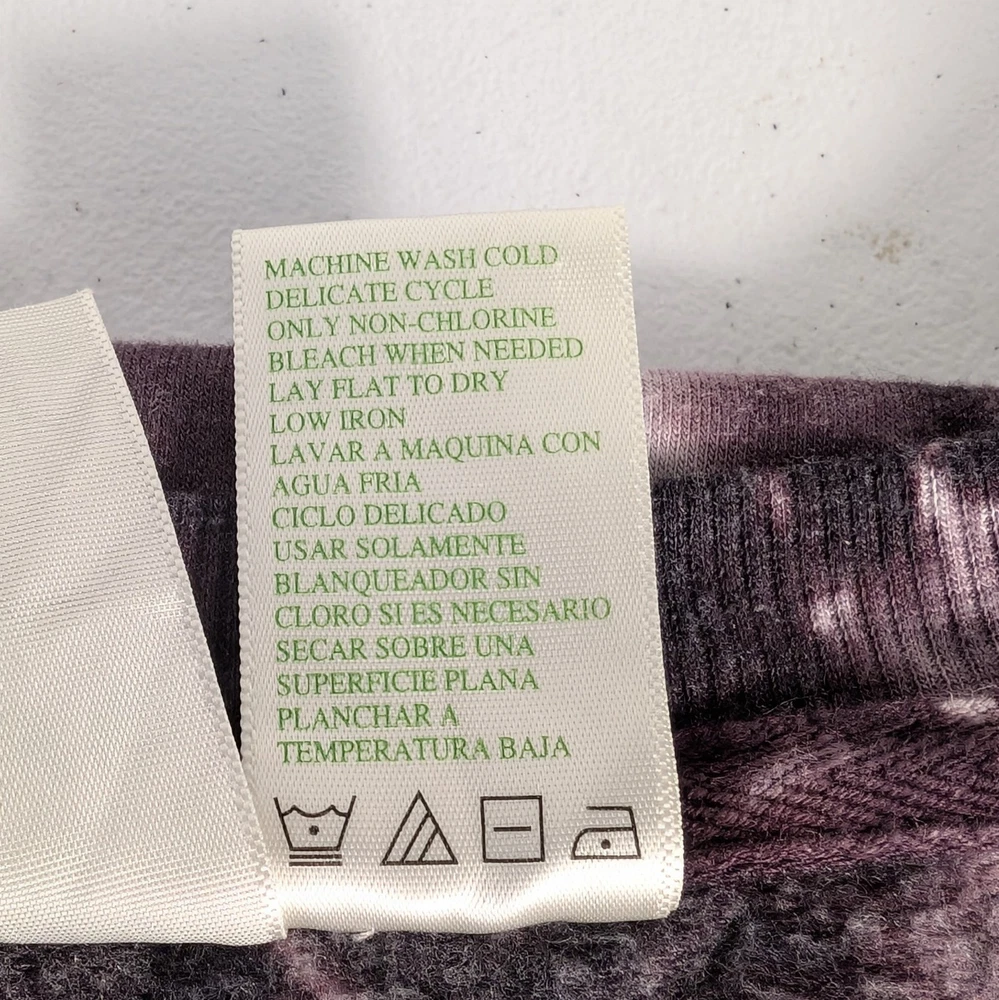 MACHINE WASH COLD
DELICATE CYCLE
ONLY NON-CHLORINE
BLEACH WHEN NEEDED
LAY FLAT TO DRY
LOW IRON
LAVAR A MAQUINA CON
AGUA FRIA
CICLO DELICADO
USAR SOLAMENTE
BLANQUEADOR SIN
CLORO SI ES NECESARIO
SECAR SOBRE UNA
SUPERFICIE PLANA
PLANCHAR A
TEMPERATURA BAJA